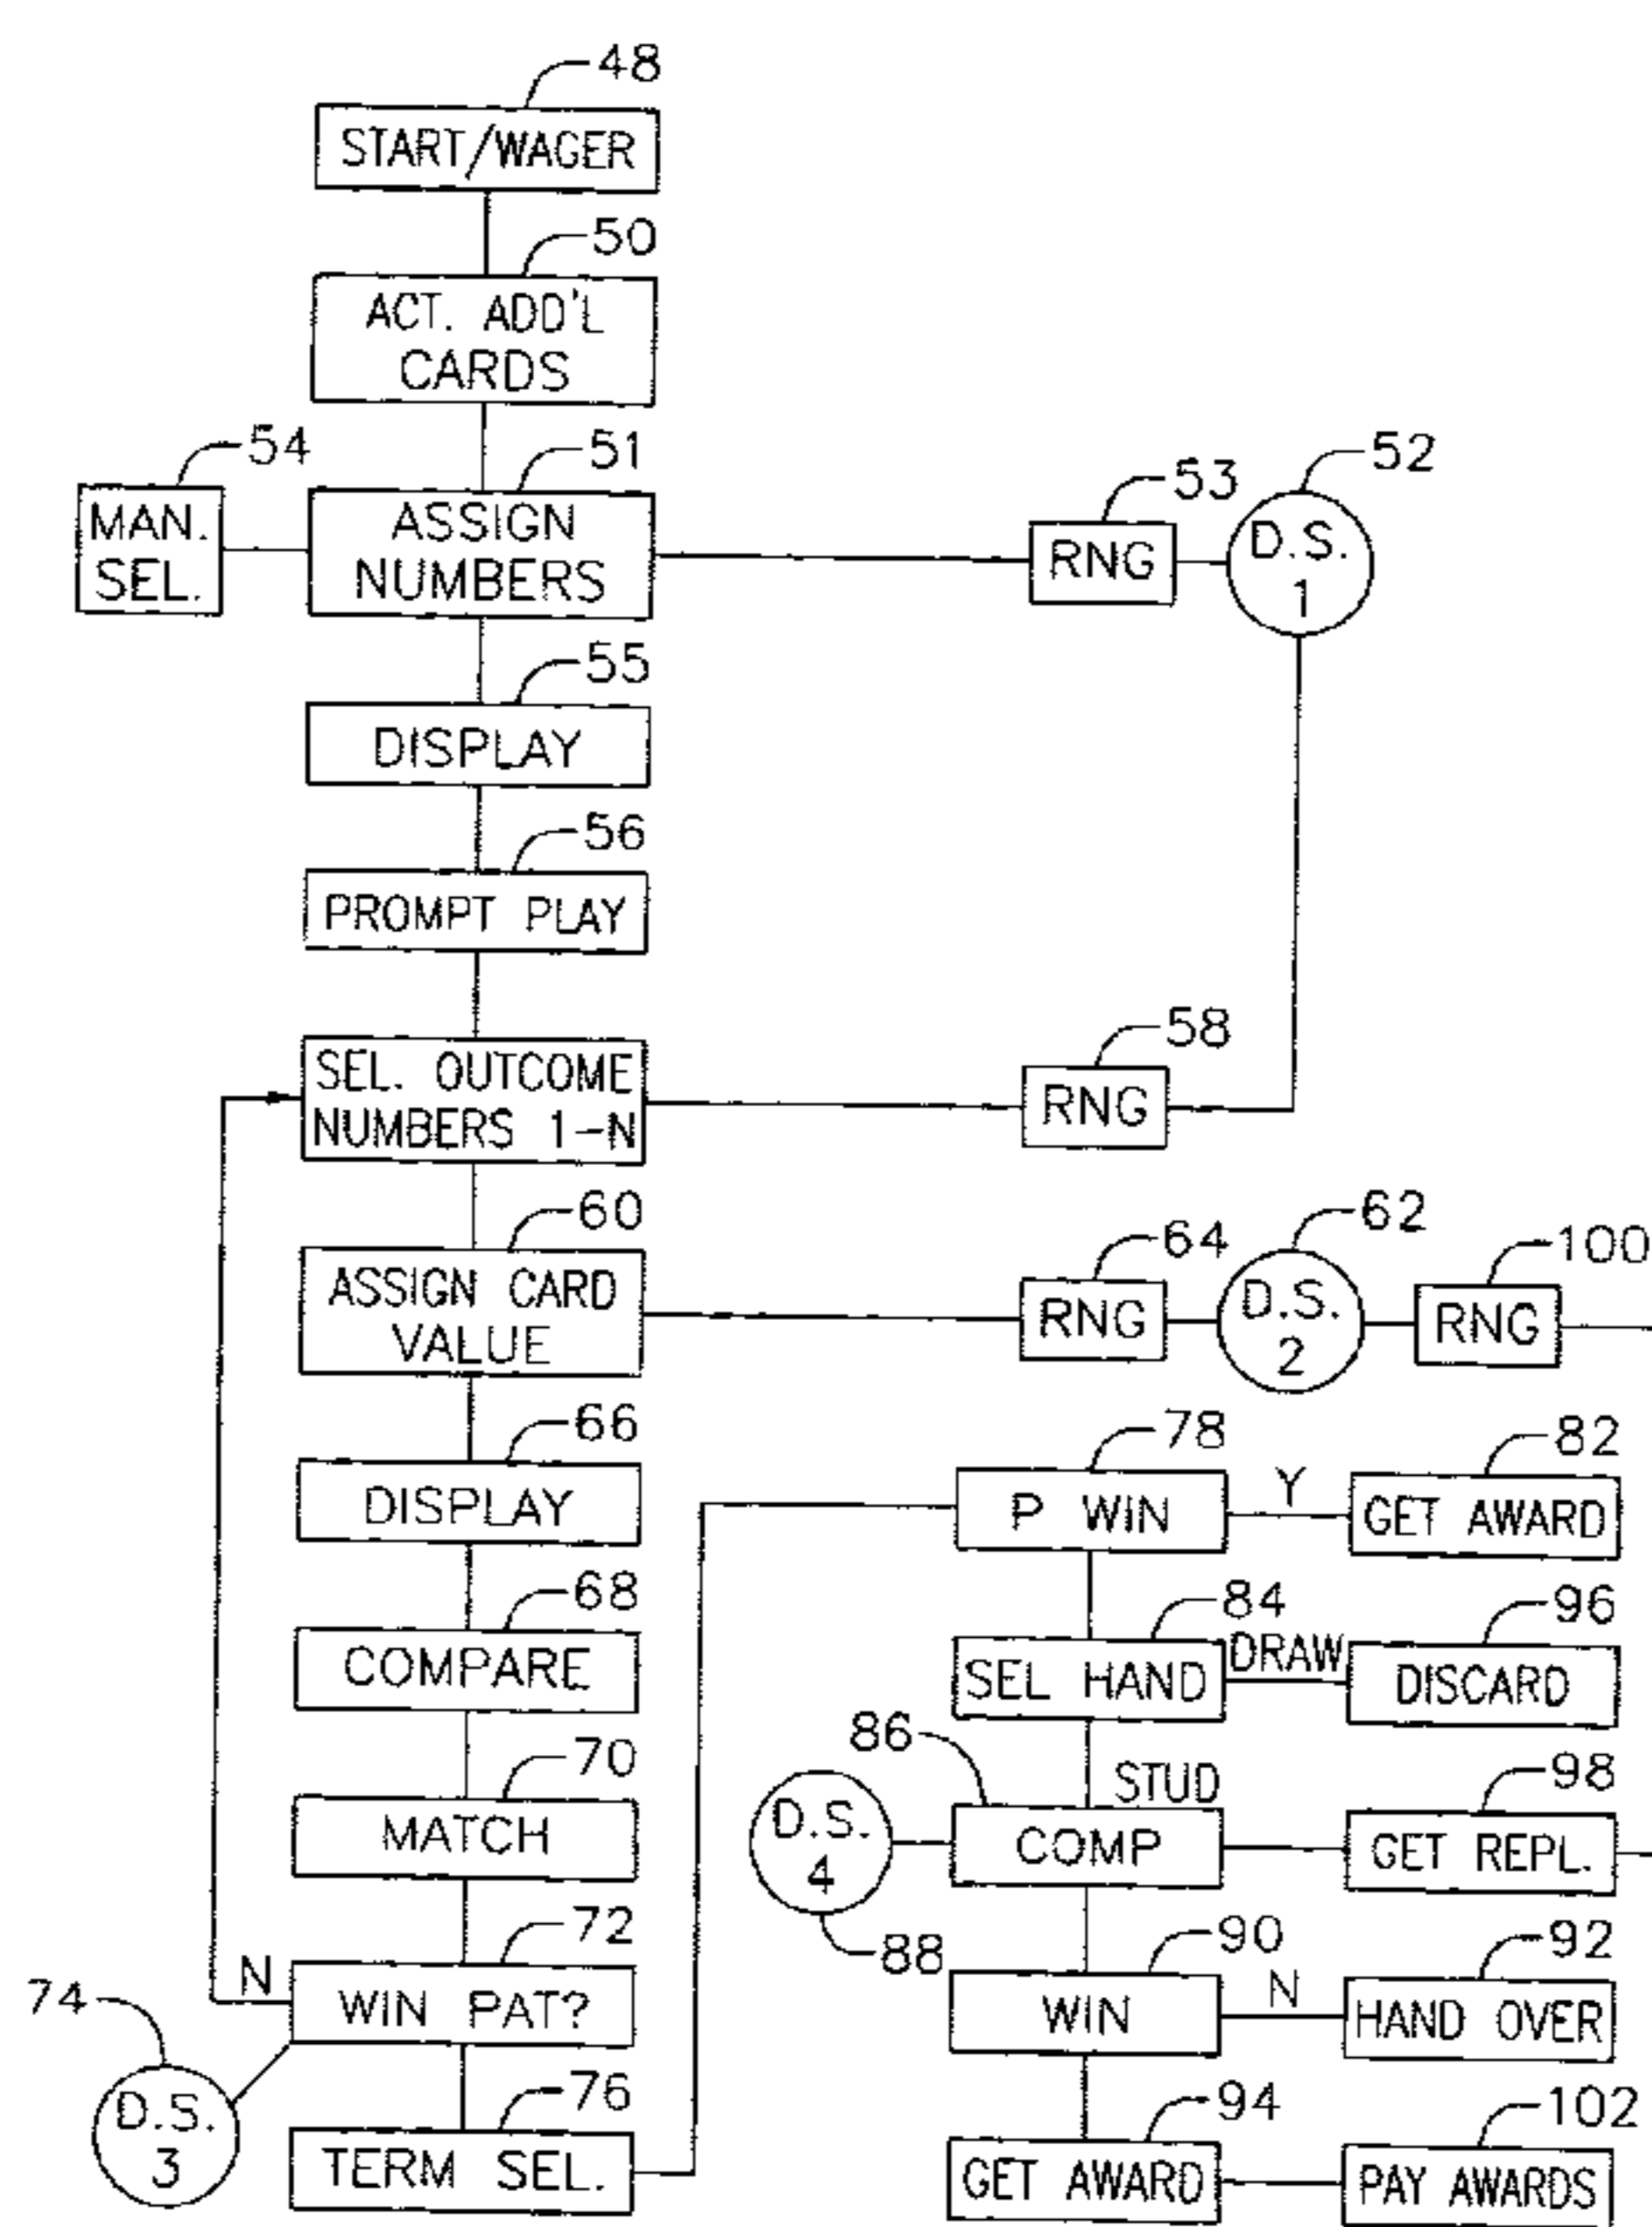 48
START/WAGER
50
ACT. ADD'L
CARDS
54
51
53
52
MAN.
SEL.
ASSIGN
NUMBERS
RNG
D.S.
1
55
DISPLAY
56
PROMPT PLAY
58
SEL. OUTCOME
NUMBERS 1-N
RNG
60
64
62
100
ASSIGN CARD
VALUE
RNG
D.S.
2
RNG
66
78
82
DISPLAY
P WIN
Y
GET AWARD
68
84
96
COMPARE
SEL HAND
DRAW
DISCARD
70
86
STUD
98
MATCH
D.S.
4
COMP
GET REPL.
72
88
90
92
74
N
WIN PAT?
WIN
N
HAND OVER
D.S.
3
76
94
102
TERM SEL.
GET AWARD
PAY AWARDS